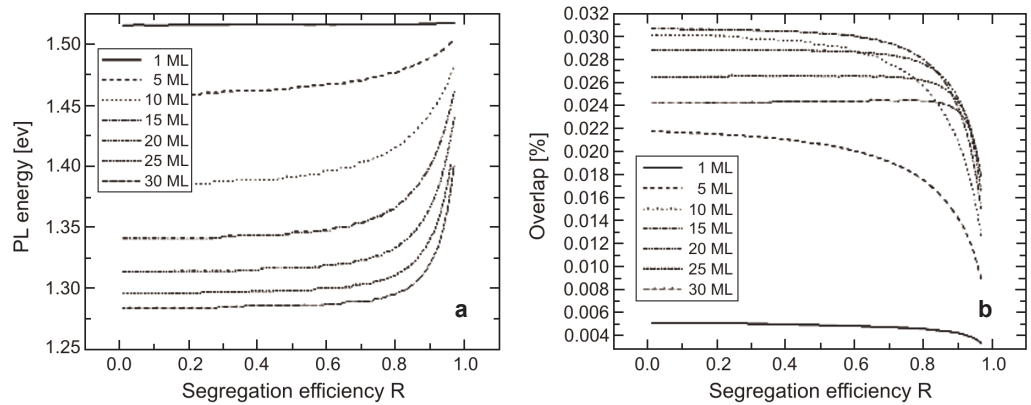 1.50
1.45
1.40
1.35
1.30
1.25
PL energy [ev]
1 ML
5 ML
10 ML
15 ML
20 ML
25 ML
30 ML
a
0.0 0.2 0.4 0.6 0.8 1.0
Segregation efficiency R
0.032
0.030
0.028
0.026
0.024
0.022
0.020
0.018
0.016
0.014
0.012
0.010
0.008
0.006
0.004
Overlap [%]
1 ML
5 ML
10 ML
15 ML
20 ML
25 ML
30 ML
b
0.0 0.2 0.4 0.6 0.8 1.0
Segregation efficiency R